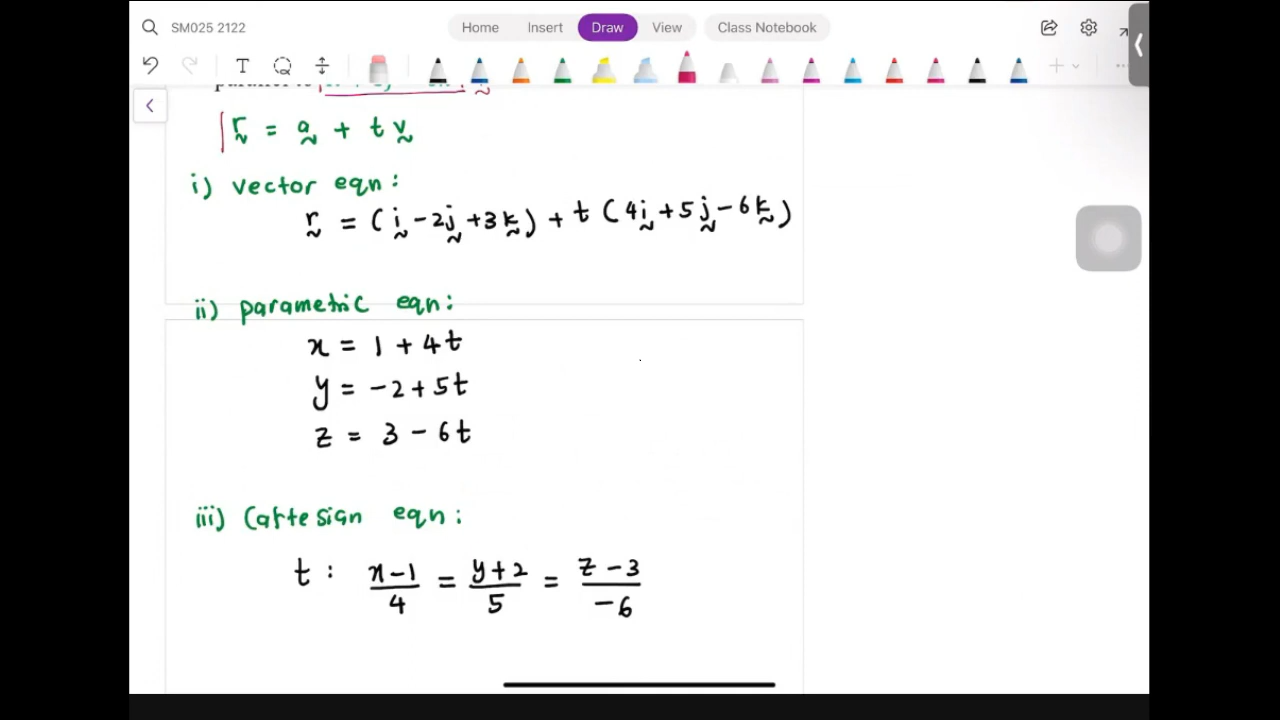 SM025 2122
Home Insert Draw View Class Notebook
r = a + t v
i) vector eqn:
r = (i - 2j + 3k) + t (4i + 5j - 6k)
ii) parametric eqn:
x = 1 + 4t
y = -2 + 5t
z = 3 - 6t
iii) Cartesian eqn:
t: x-1/4 = y+2/5 = z-3/-6